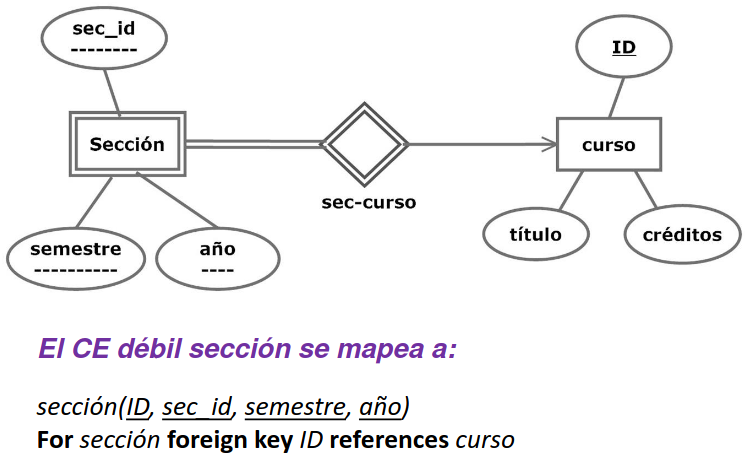 sec_id
--------
ID
Sección
curso
sec-curso
semestre
----------
año
----
título
créditos
El CE débil sección se mapea a:
sección(ID, sec_id, semestre, año)
For sección foreign key ID references curso